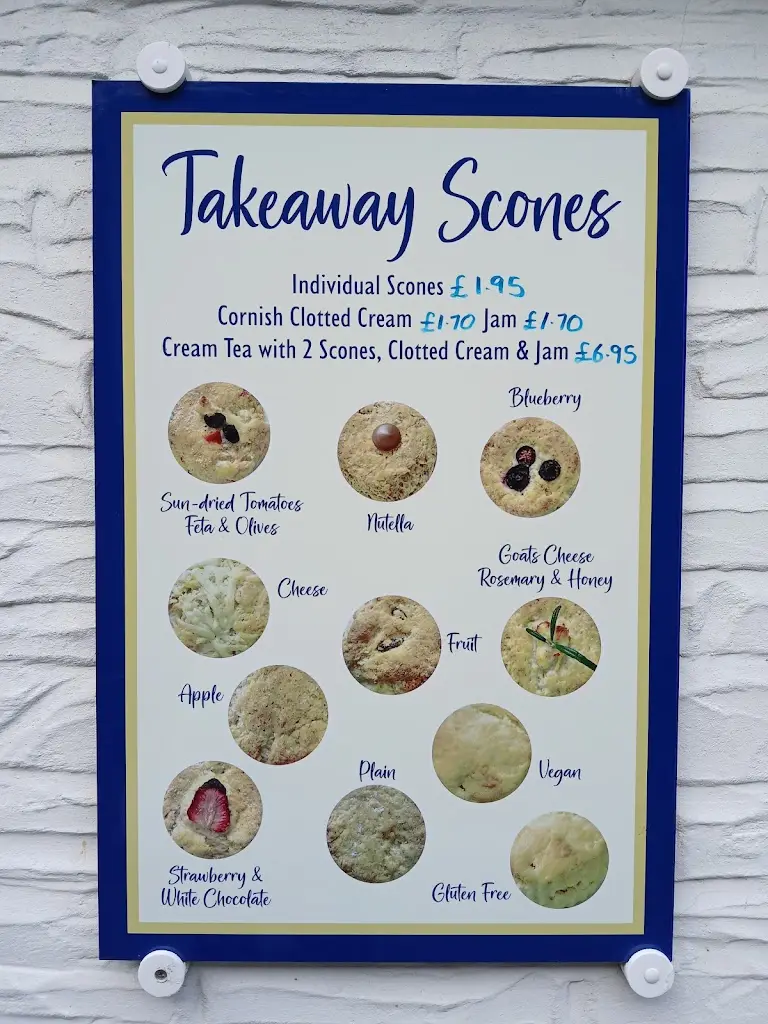 Takeaway Scones
Individual Scones £1.95
Cornish Clotted Cream £1.70 Jam £1.70
Cream Tea with 2 Scones, Clotted Cream & Jam £6.95
Blueberry
Sun-dried Tomatoes
Feta & Olives
Nutella
Goats Cheese
Rosemary & Honey
Cheese
Fruit
Apple
Plain
Vegan
Strawberry &
White Chocolate
Gluten Free